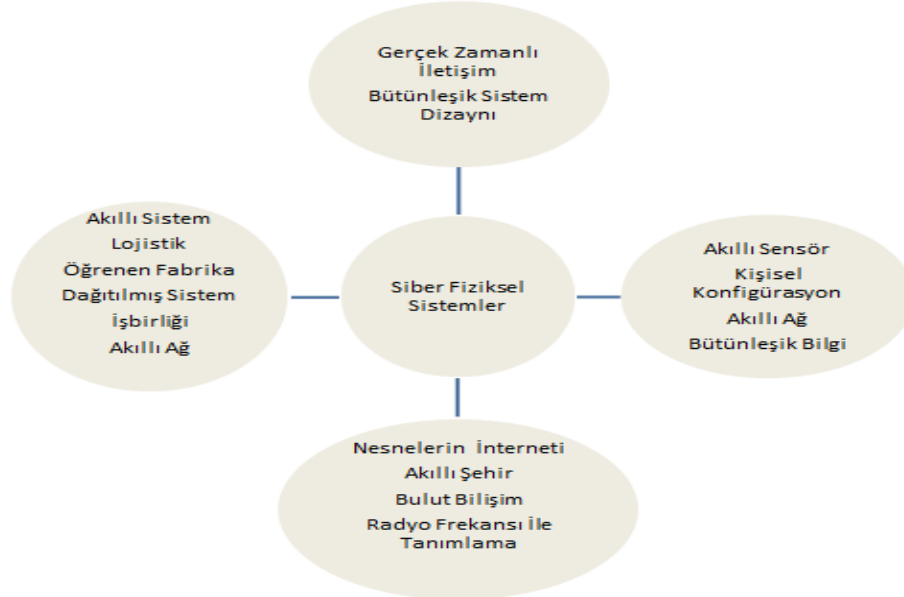 Gerçek Zamanlı
İletişim
Bütünleşik Sistem
Dizaynı
Akıllı Sistem
Lojistik
Öğrenen Fabrika
Dağıtılmış Sistem
İşbirliği
Akıllı Ağ
Siber Fiziksel
Sistemler
Akıllı Sensör
Kişisel
Konfigürasyon
Akıllı Ağ
Bütünleşik Bilgi
Nesnelerin İnterneti
Akıllı Şehir
Bulut Bilişim
Radyo Frekansı İle
Tanımlama